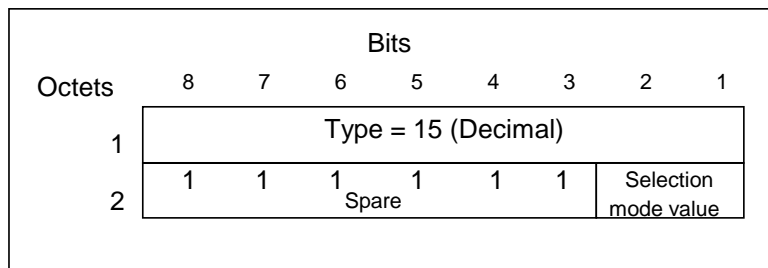 Bits
Octets 8 7 6 5 4 3 2 1
1 Type = 15 (Decimal)
2 1 1 1 1 1 1 Selection
Spare mode value